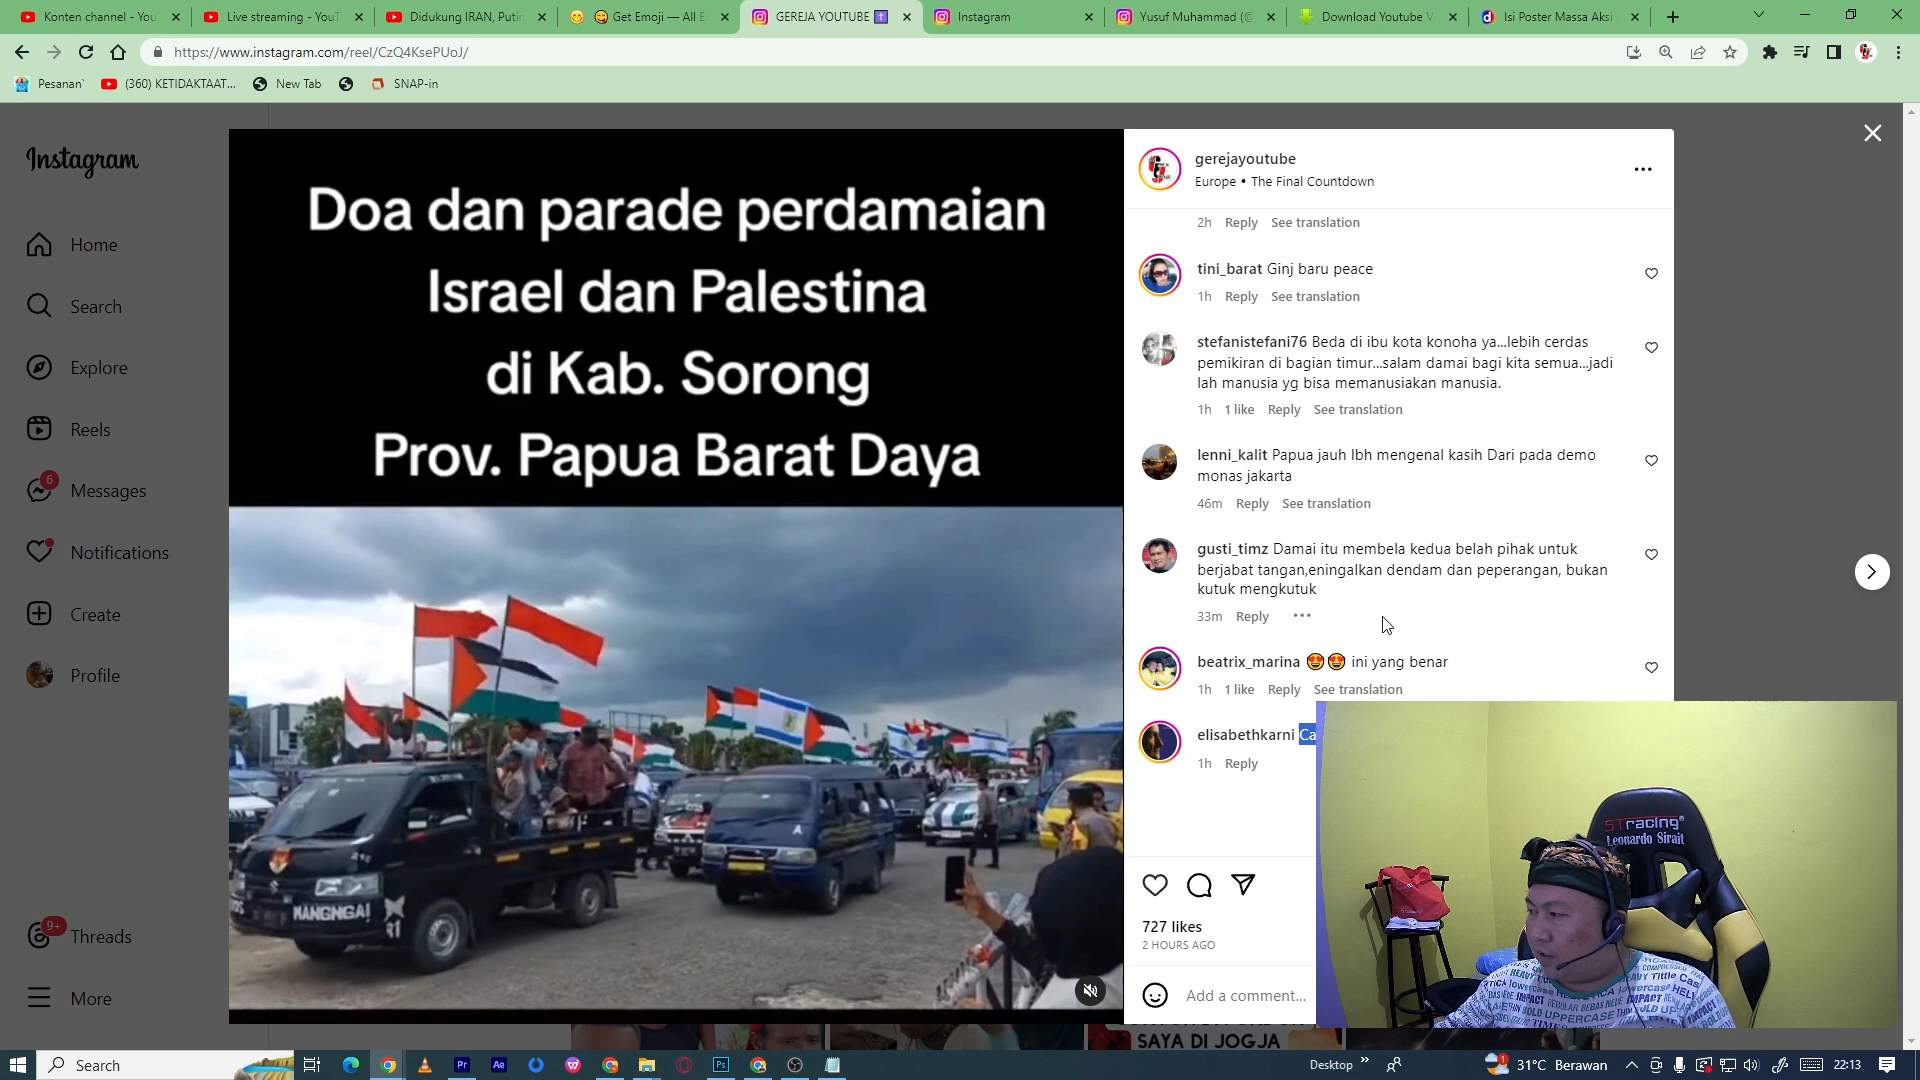 Konten channel - You
Live streaming - YouT
Didukung IRAN, Putin
Get Emoji — All E
GEREJA YOUTUBE
Instagram
Yusuf Muhammad (@
Download Youtube V
Isi Poster Massa Aksi
https://www.instagram.com/reel/CzQ4KsePUoJ/
Pesanan`
(360) KETIDAKTAAT...
New Tab
SNAP-in
Instagram
Home
Search
Explore
Reels
6
Messages
Notifications
Create
Profile
9+
Threads
More
Doa dan parade perdamaian
Israel dan Palestina
di Kab. Sorong
Prov. Papua Barat Daya
MANGNGA!
gerejayoutube
Europe • The Final Countdown
2h Reply See translation
tini_barat Ginj baru peace
1h Reply See translation
stefanistefani76 Beda di ibu kota konoha ya...lebih cerdas
pemikiran di bagian timur...salam damai bagi kita semua...jadi
lah manusia yg bisa memanusiakan manusia.
1h 1 like Reply See translation
lenni_kalit Papua jauh lbh mengenal kasih Dari pada demo
monas jakarta
46m Reply See translation
gusti_timz Damai itu membela kedua belah pihak untuk
berjabat tangan,eningalkan dendam dan peperangan, bukan
kutuk mengkutuk
33m Reply
beatrix_marina 😍😍 ini yang benar
1h 1 like Reply See translation
elisabethkarni Ca
1h Reply
727 likes
2 HOURS AGO
Add a comment...
STracing
Leonardo Sirait
SAYA DI JOGJA
Search
Desktop
31°C Berawan
22:13